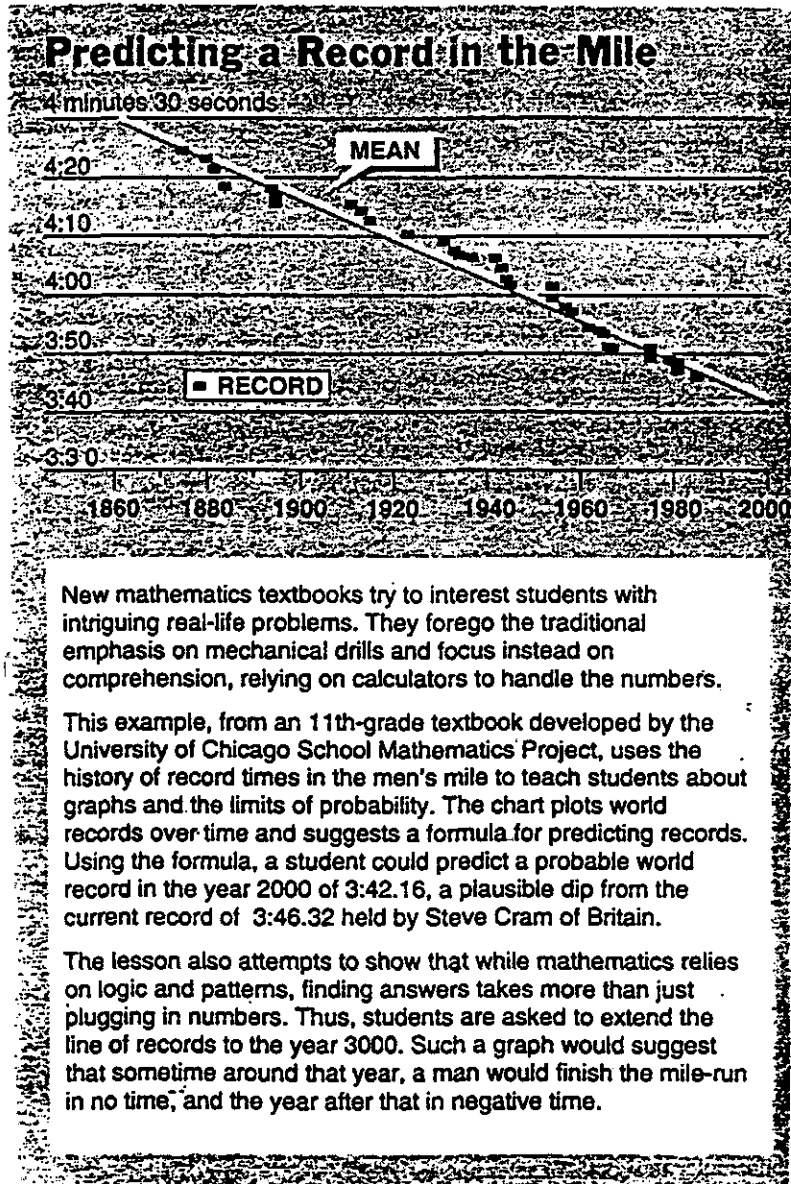 Predicting a Record in the Mile
4 minutes 30 seconds
MEAN
4:20
4:10
4:00
3:50
RECORD
3:40
3:30
1860 1880 1900 1920 1940 1960 1980 2000
New mathematics textbooks try to interest students with
intriguing real-life problems. They forego the traditional
emphasis on mechanical drills and focus instead on
comprehension, relying on calculators to handle the numbers.
This example, from an 11th-grade textbook developed by the
University of Chicago School Mathematics Project, uses the
history of record times in the men's mile to teach students about
graphs and the limits of probability. The chart plots world
records over time and suggests a formula for predicting records.
Using the formula, a student could predict a probable world
record in the year 2000 of 3:42.16, a plausible dip from the
current record of 3:46.32 held by Steve Cram of Britain.
The lesson also attempts to show that while mathematics relies
on logic and patterns, finding answers takes more than just
plugging in numbers. Thus, students are asked to extend the
line of records to the year 3000. Such a graph would suggest
that sometime around that year, a man would finish the mile-run
in no time, and the year after that in negative time.